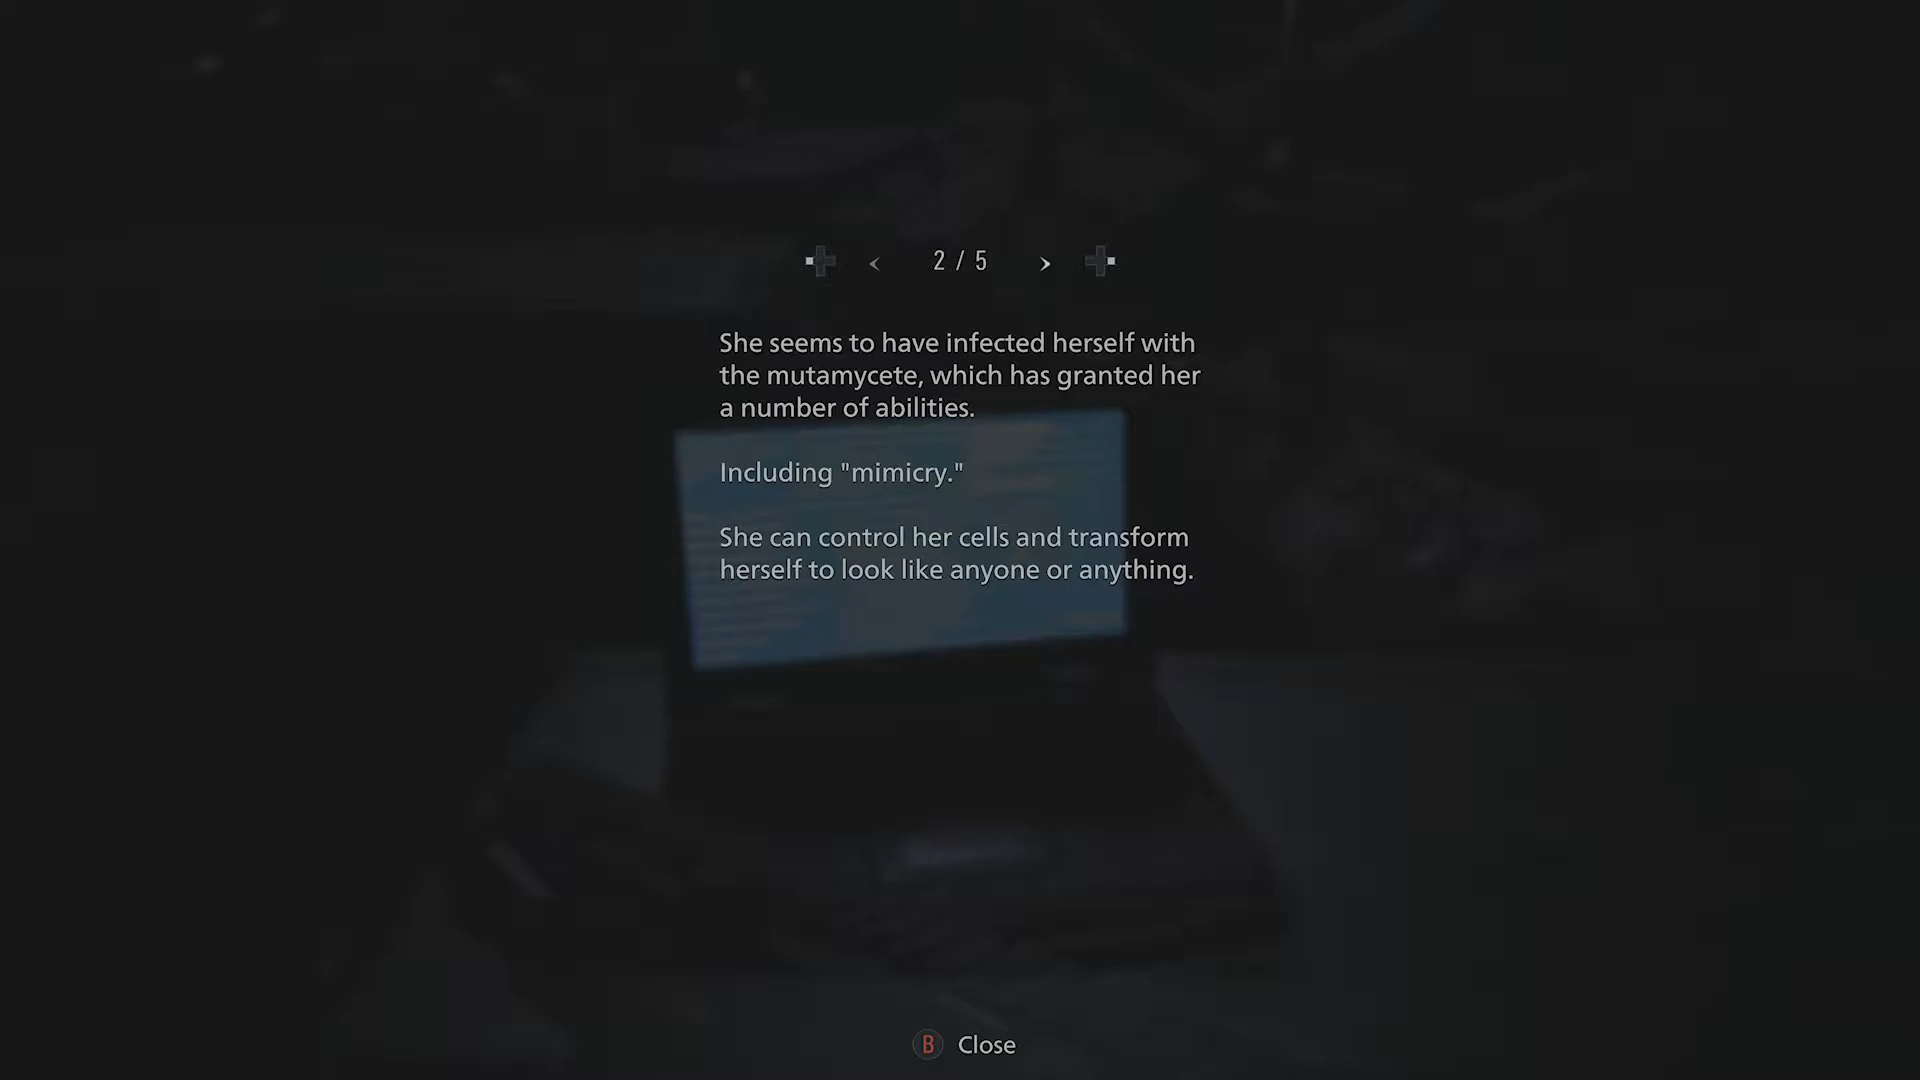 < 2 / 5 >
She seems to have infected herself with
the mutamycete, which has granted her
a number of abilities.
Including "mimicry."
She can control her cells and transform
herself to look like anyone or anything.
B Close